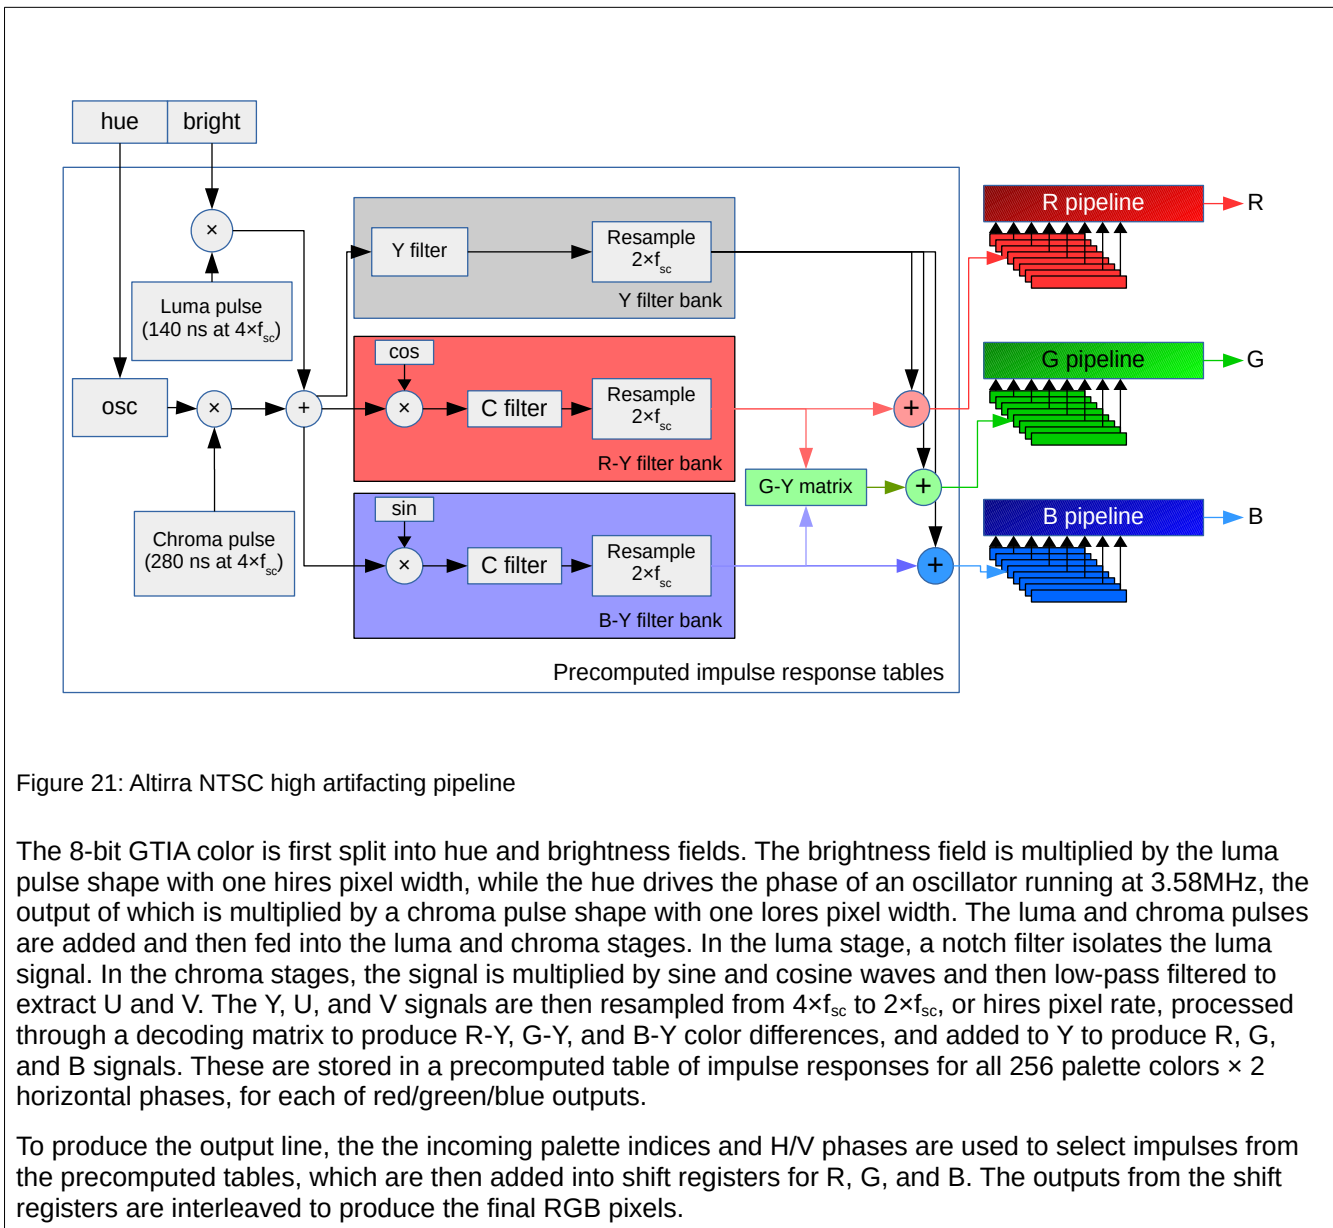 hue bright
× 
Luma pulse
(140 ns at 4×fsc)
osc
×
+
Chroma pulse
(280 ns at 4×fsc)
Y filter
Resample
2×fsc
Y filter bank
cos
×
C filter
Resample
2×fsc
R-Y filter bank
sin
×
C filter
Resample
2×fsc
B-Y filter bank
G-Y matrix
+
+
+
R pipeline
R
G pipeline
G
B pipeline
B
Precomputed impulse response tables
Figure 21: Altirra NTSC high artifacting pipeline
The 8-bit GTIA color is first split into hue and brightness fields. The brightness field is multiplied by the luma
pulse shape with one hires pixel width, while the hue drives the phase of an oscillator running at 3.58MHz, the
output of which is multiplied by a chroma pulse shape with one lores pixel width. The luma and chroma pulses
are added and then fed into the luma and chroma stages. In the luma stage, a notch filter isolates the luma
signal. In the chroma stages, the signal is multiplied by sine and cosine waves and then low-pass filtered to
extract U and V. The Y, U, and V signals are then resampled from 4×fsc to 2×fsc, or hires pixel rate, processed
through a decoding matrix to produce R-Y, G-Y, and B-Y color differences, and added to Y to produce R, G,
and B signals. These are stored in a precomputed table of impulse responses for all 256 palette colors × 2
horizontal phases, for each of red/green/blue outputs.
To produce the output line, the the incoming palette indices and H/V phases are used to select impulses from
the precomputed tables, which are then added into shift registers for R, G, and B. The outputs from the shift
registers are interleaved to produce the final RGB pixels.